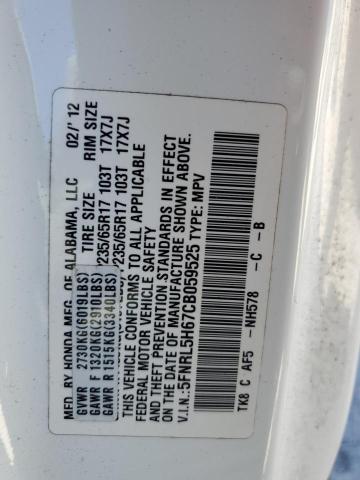 MFD. BY HONDA MFG. OF ALABAMA, LLC 02/'12
GVWR 2730KG(6019LBS) TIRE SIZE RIM SIZE
GAWR F 1320KG(2910LBS) 235/65R17 103T 17X7J
GAWR R 1515KG(3340LBS) 235/65R17 103T 17X7J
THIS VEHICLE CONFORMS TO ALL APPLICABLE
FEDERAL MOTOR VEHICLE SAFETY
AND THEFT PREVENTION STANDARDS IN EFFECT
ON THE DATE OF MANUFACTURE SHOWN ABOVE.
V.I.N.:5FNRL5H67CB059525 TYPE: MPV
TK8 C AF5 -NH578 -C -B